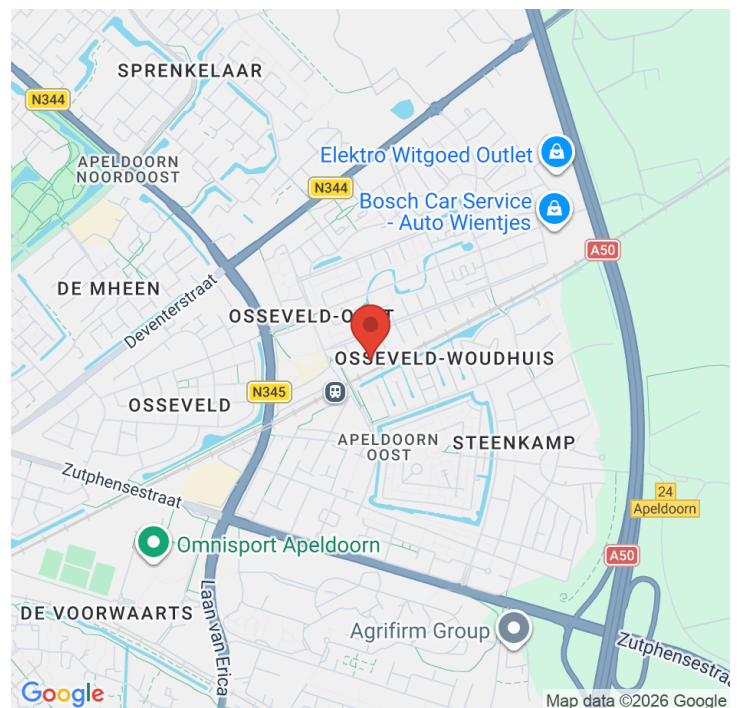 SPRENKELAAR
N344
APELDOORN
NOORDOOST
N344
Elektro Witgoed Outlet
Bosch Car Service
- Auto Wientjes
A50
DE MHEEN
Deventerstraat
OSSEVELD-O
T
OSSEVELD-WOUDHUIS
N345
OSSEVELD
APELDOORN
OOST
STEENKAMP
Zutphensestraat
24
Apeldoorn
Omnisport Apeldoorn
A50
DE VOORWAARTS
Laan van Erica
Agrifirm Group
Zutphensestraa
Google
Map data ©2026 Google